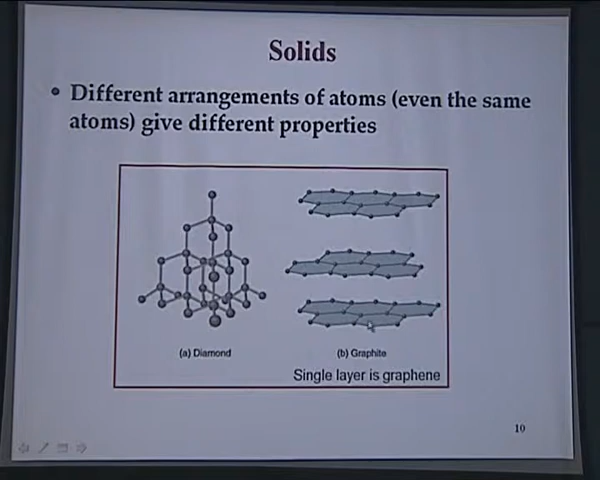 Solids
• Different arrangements of atoms (even the same
atoms) give different properties
(a) Diamond
(b) Graphite
Single layer is graphene
10